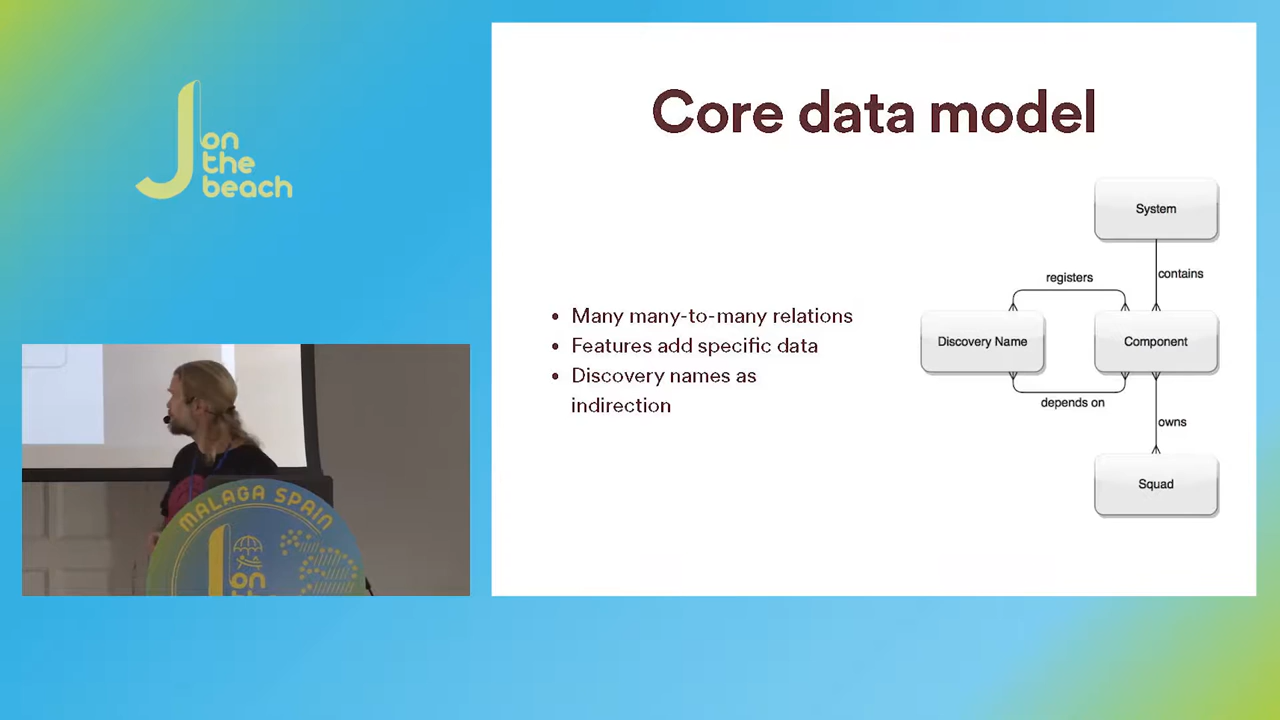 J on
the
beach
Core data model
System
contains
registers
Discovery Name
Component
depends on
owns
Squad
• Many many-to-many relations
• Features add specific data
• Discovery names as
indirection
MALAGA SPAIN
on